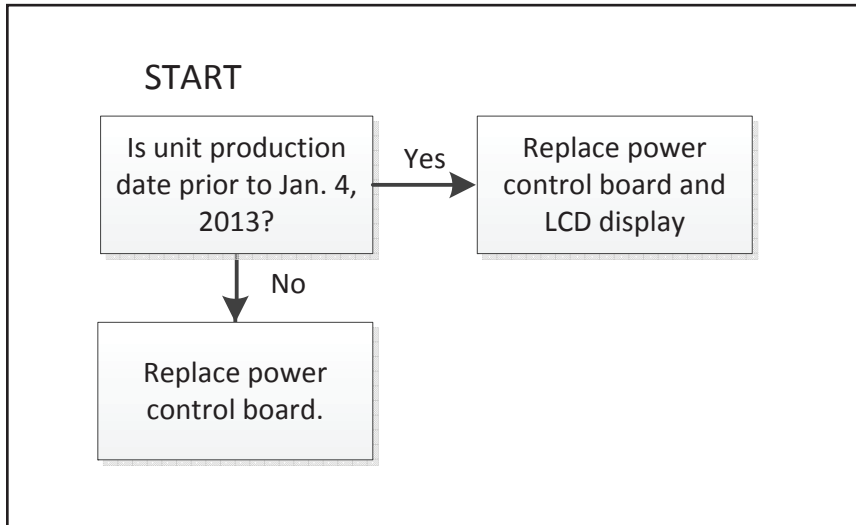 START
Is unit production
date prior to Jan. 4,
2013?
Yes
Replace power
control board and
LCD display
No
Replace power
control board.